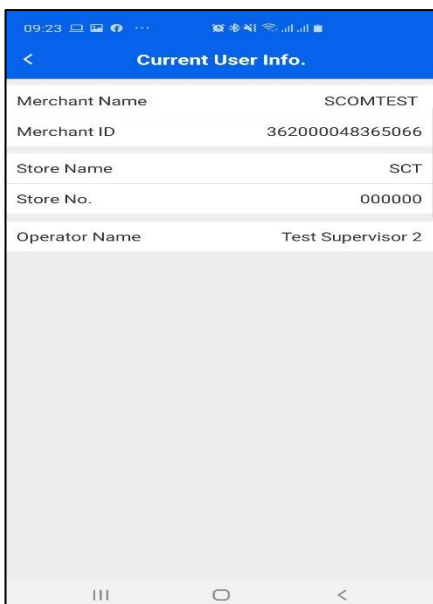 09:23
Current User Info.
Merchant Name SCOMTEST
Merchant ID 362000048365066
Store Name SCT
Store No. 000000
Operator Name Test Supervisor 2